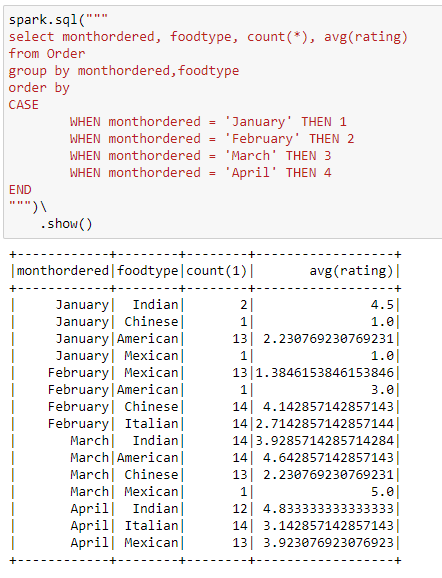 spark.sql("""
select monthordered, foodtype, count(*), avg(rating)
from Order
group by monthordered,foodtype
order by
CASE
        WHEN monthordered = 'January' THEN 1
        WHEN monthordered = 'February' THEN 2
        WHEN monthordered = 'March' THEN 3
        WHEN monthordered = 'April' THEN 4
END
""")\
    .show()
+------------+--------+--------+------------------+
|monthordered|foodtype|count(1)|       avg(rating)|
+------------+--------+--------+------------------+
|     January|  Indian|       2|               4.5|
|     January| Chinese|       1|               1.0|
|     January|American|      13| 2.230769230769231|
|     January| Mexican|       1|               1.0|
|    February| Mexican|      13|1.3846153846153846|
|    February|American|       1|               3.0|
|    February| Chinese|      14| 4.142857142857143|
|    February| Italian|      14|2.7142857142857144|
|       March|  Indian|      14|3.9285714285714284|
|       March|American|      14| 4.642857142857143|
|       March| Chinese|      13| 2.230769230769231|
|       March| Mexican|       1|               5.0|
|       April|  Indian|      12| 4.833333333333333|
|       April| Italian|      14| 3.142857142857143|
|       April| Mexican|      13| 3.923076923076923|
+------------+--------+--------+------------------+